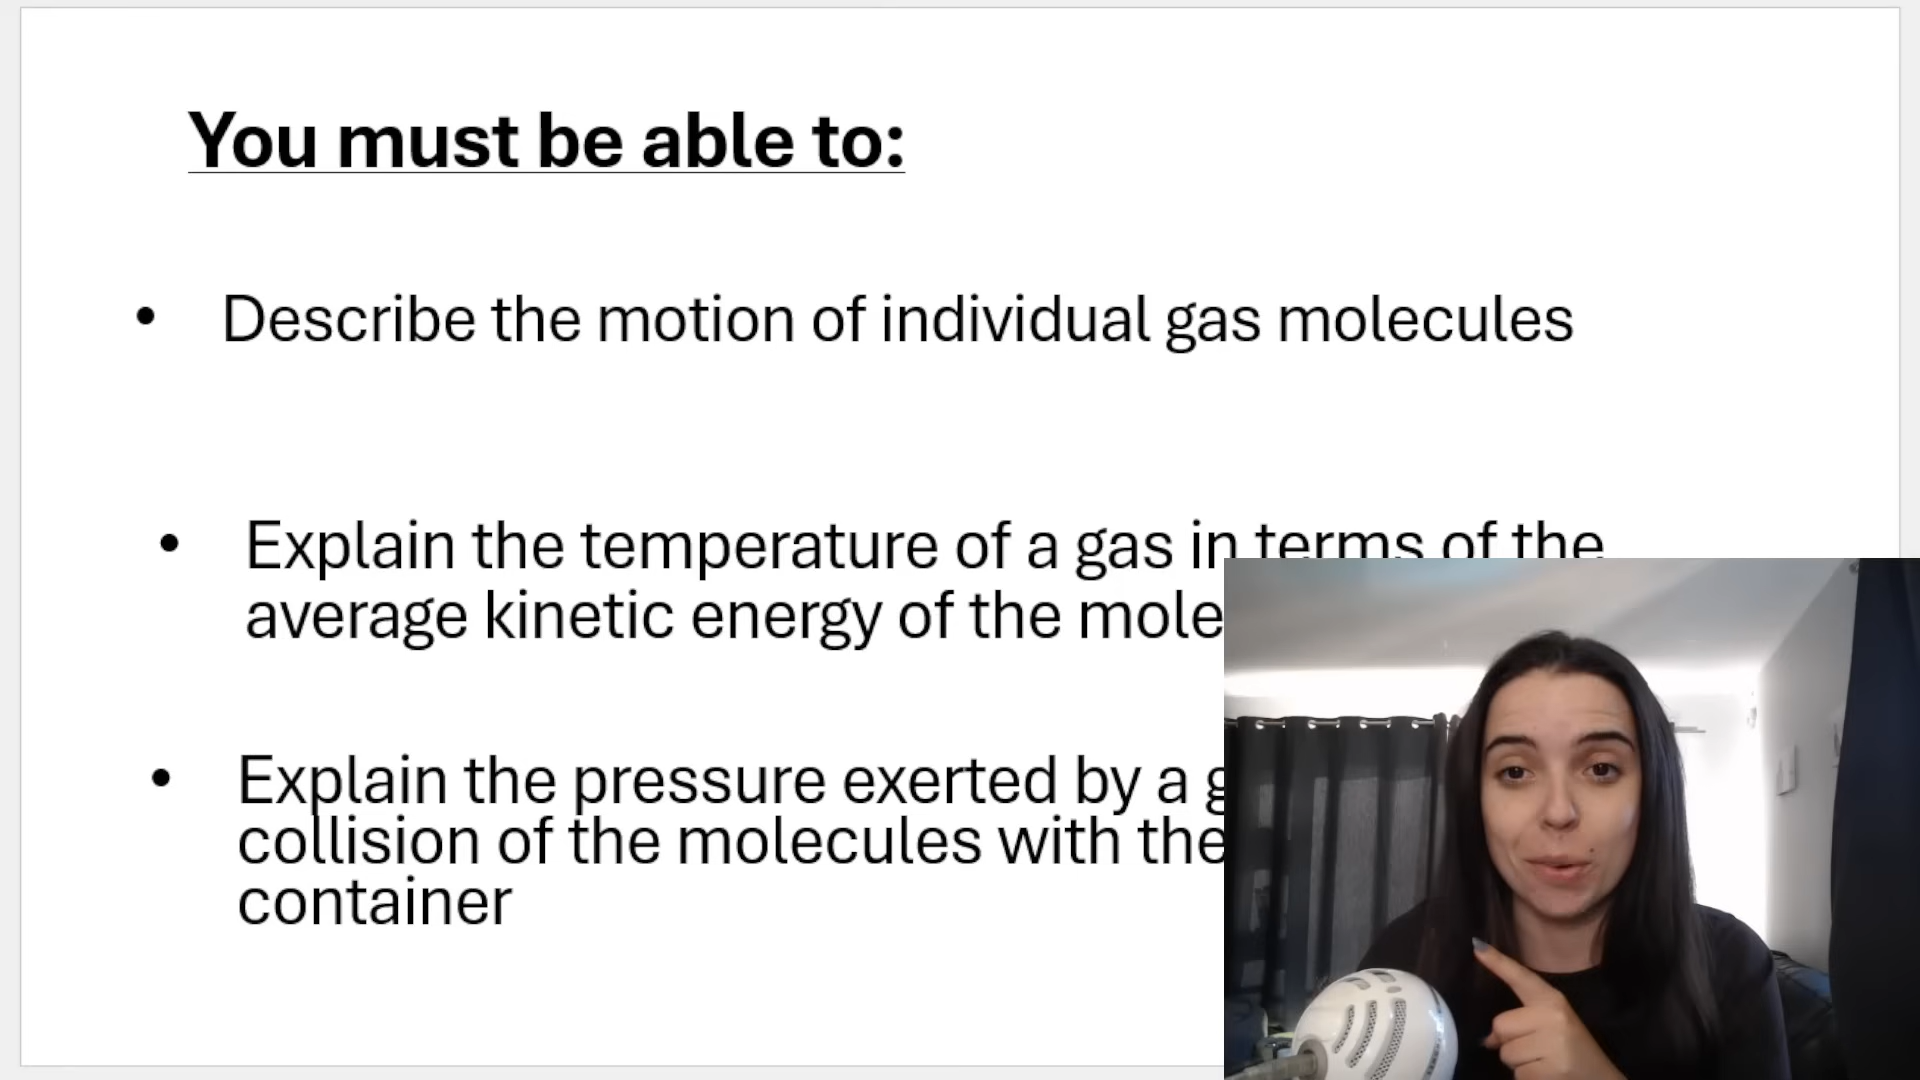 You must be able to:
• Describe the motion of individual gas molecules
• Explain the temperature of a gas in terms of the
average kinetic energy of the mole
• Explain the pressure exerted by a g
collision of the molecules with the
container